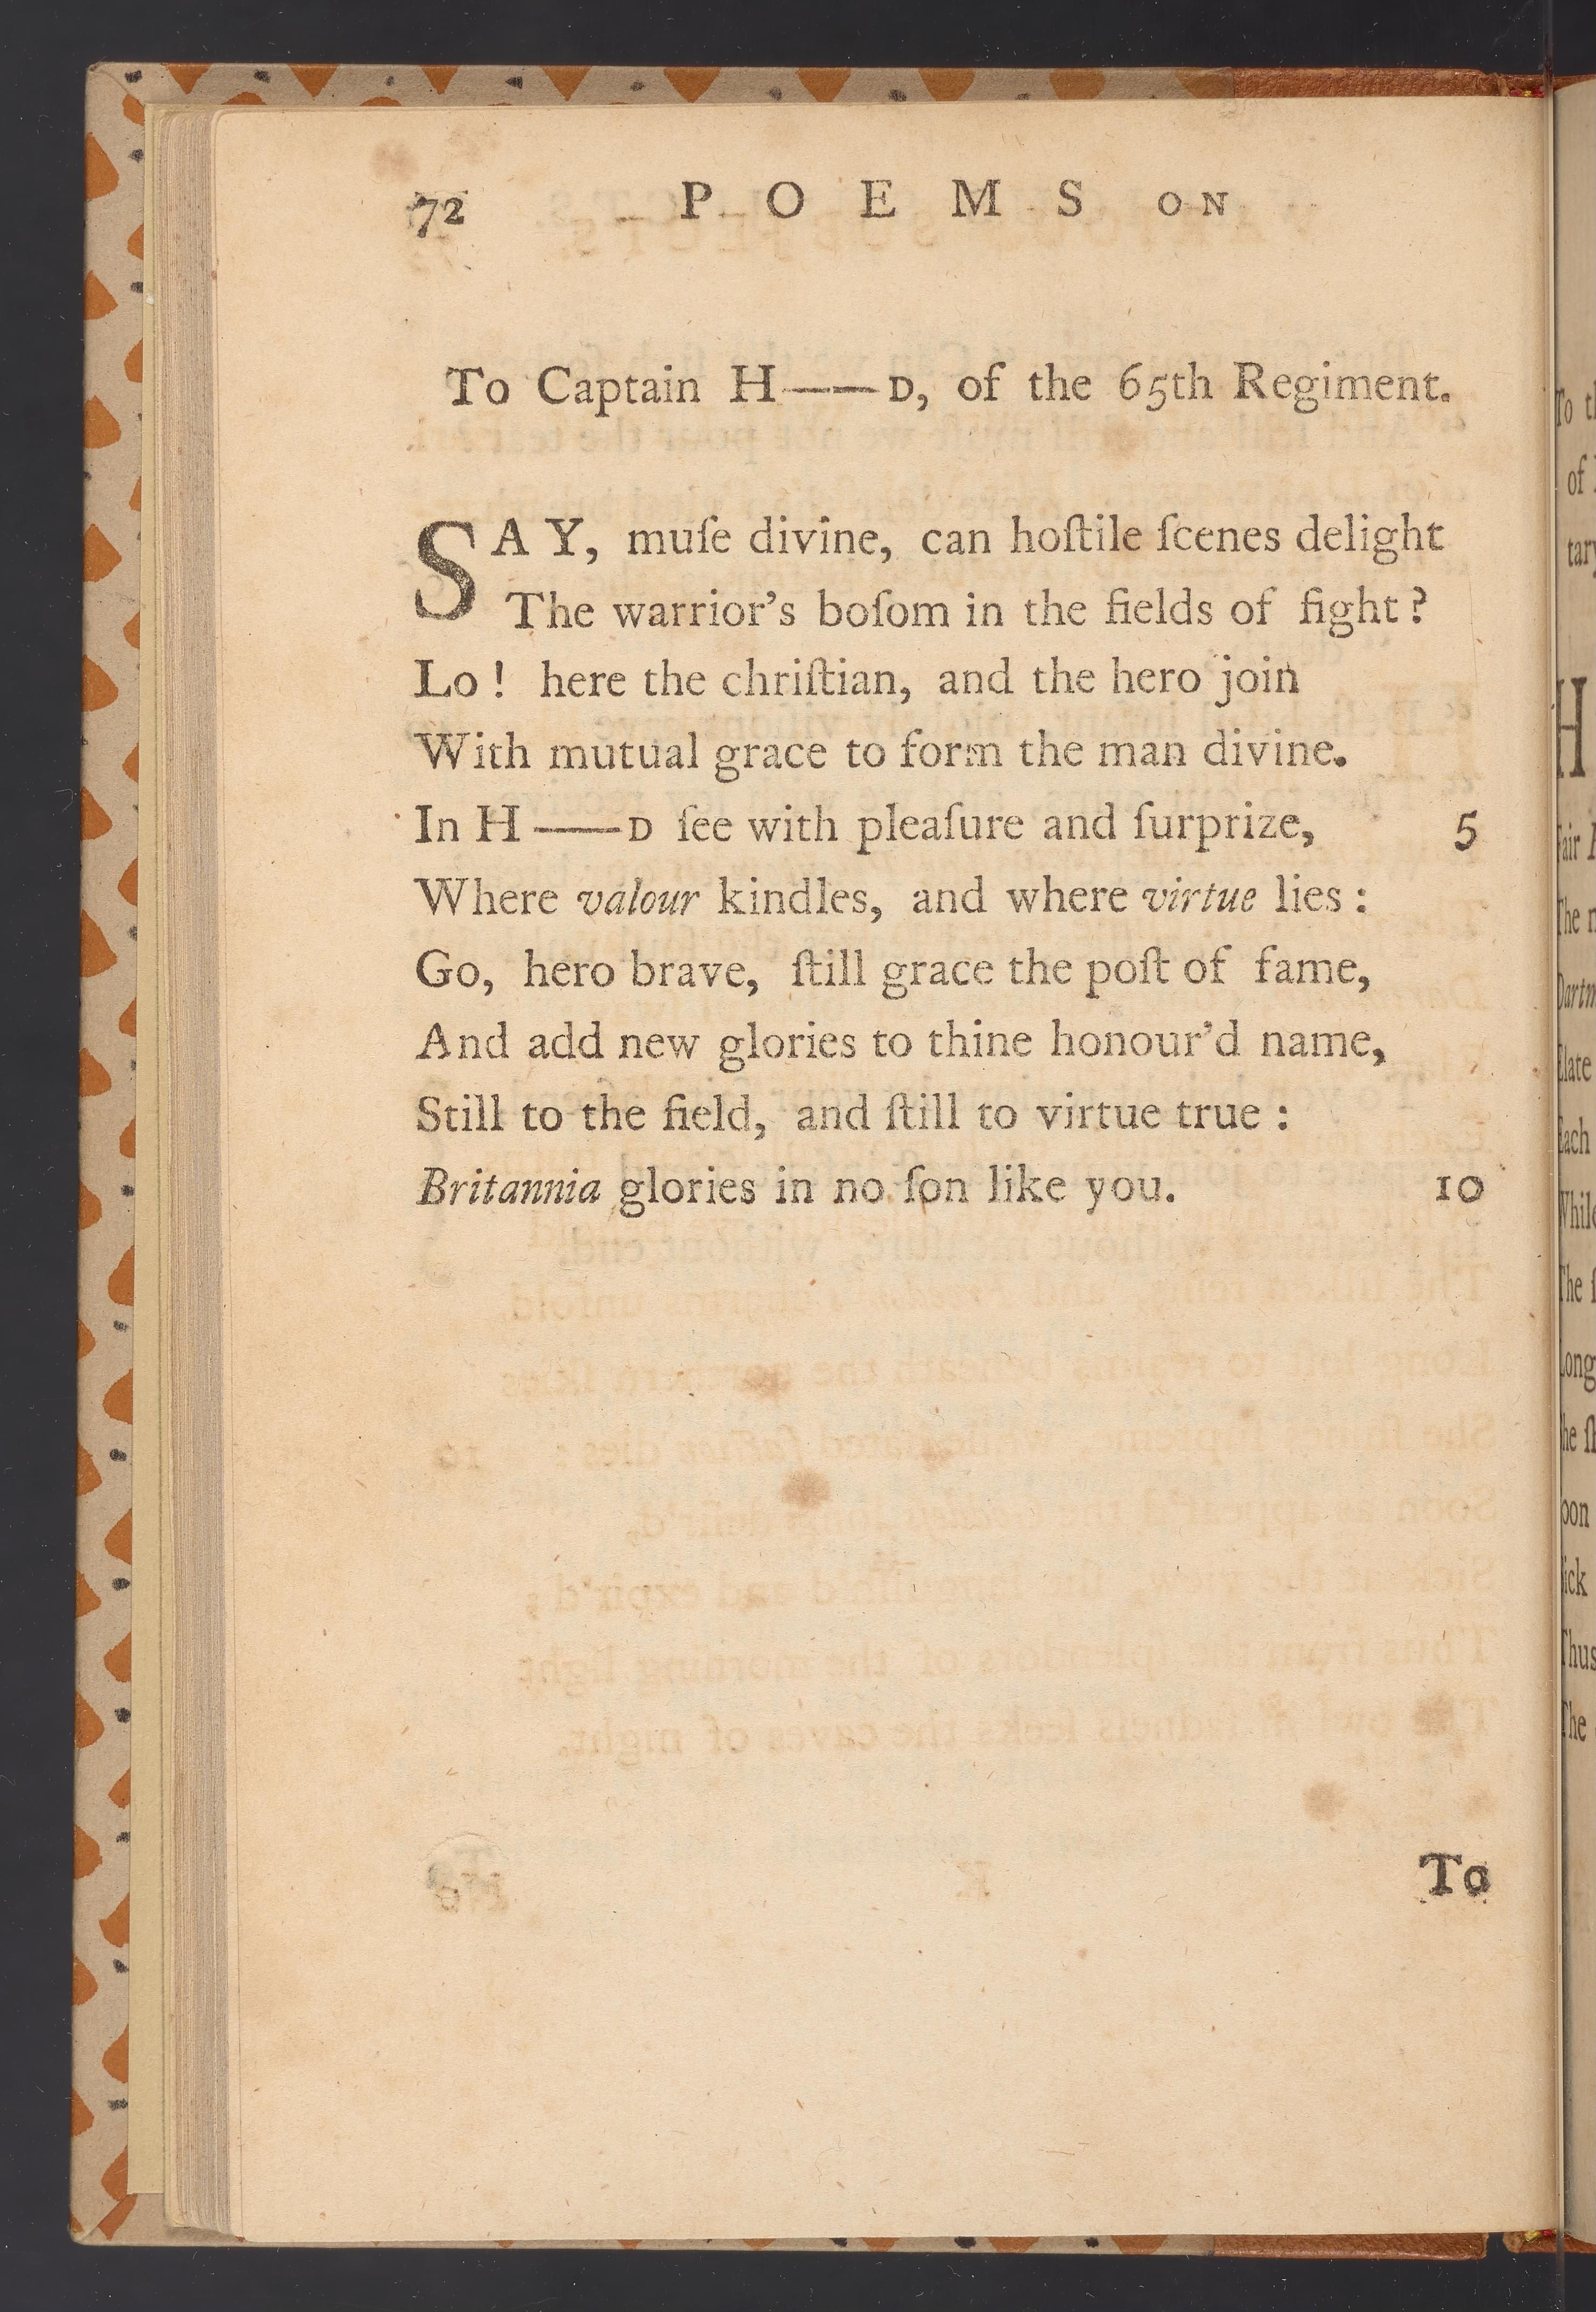 72 P O E M S ON
To Captain H——D, of the 65th Regiment.
SAY, muſe divine, can hoſtile ſcenes delight
The warrior's boſom in the fields of fight?
Lo! here the chriſtian, and the hero join
With mutual grace to form the man divine.
In H——D ſee with pleaſure and ſurprize, 5
Where valour kindles, and where virtue lies:
Go, hero brave, ſtill grace the poſt of fame,
And add new glories to thine honour'd name,
Still to the field, and ſtill to virtue true:
Britannia glories in no ſon like you. 10
To